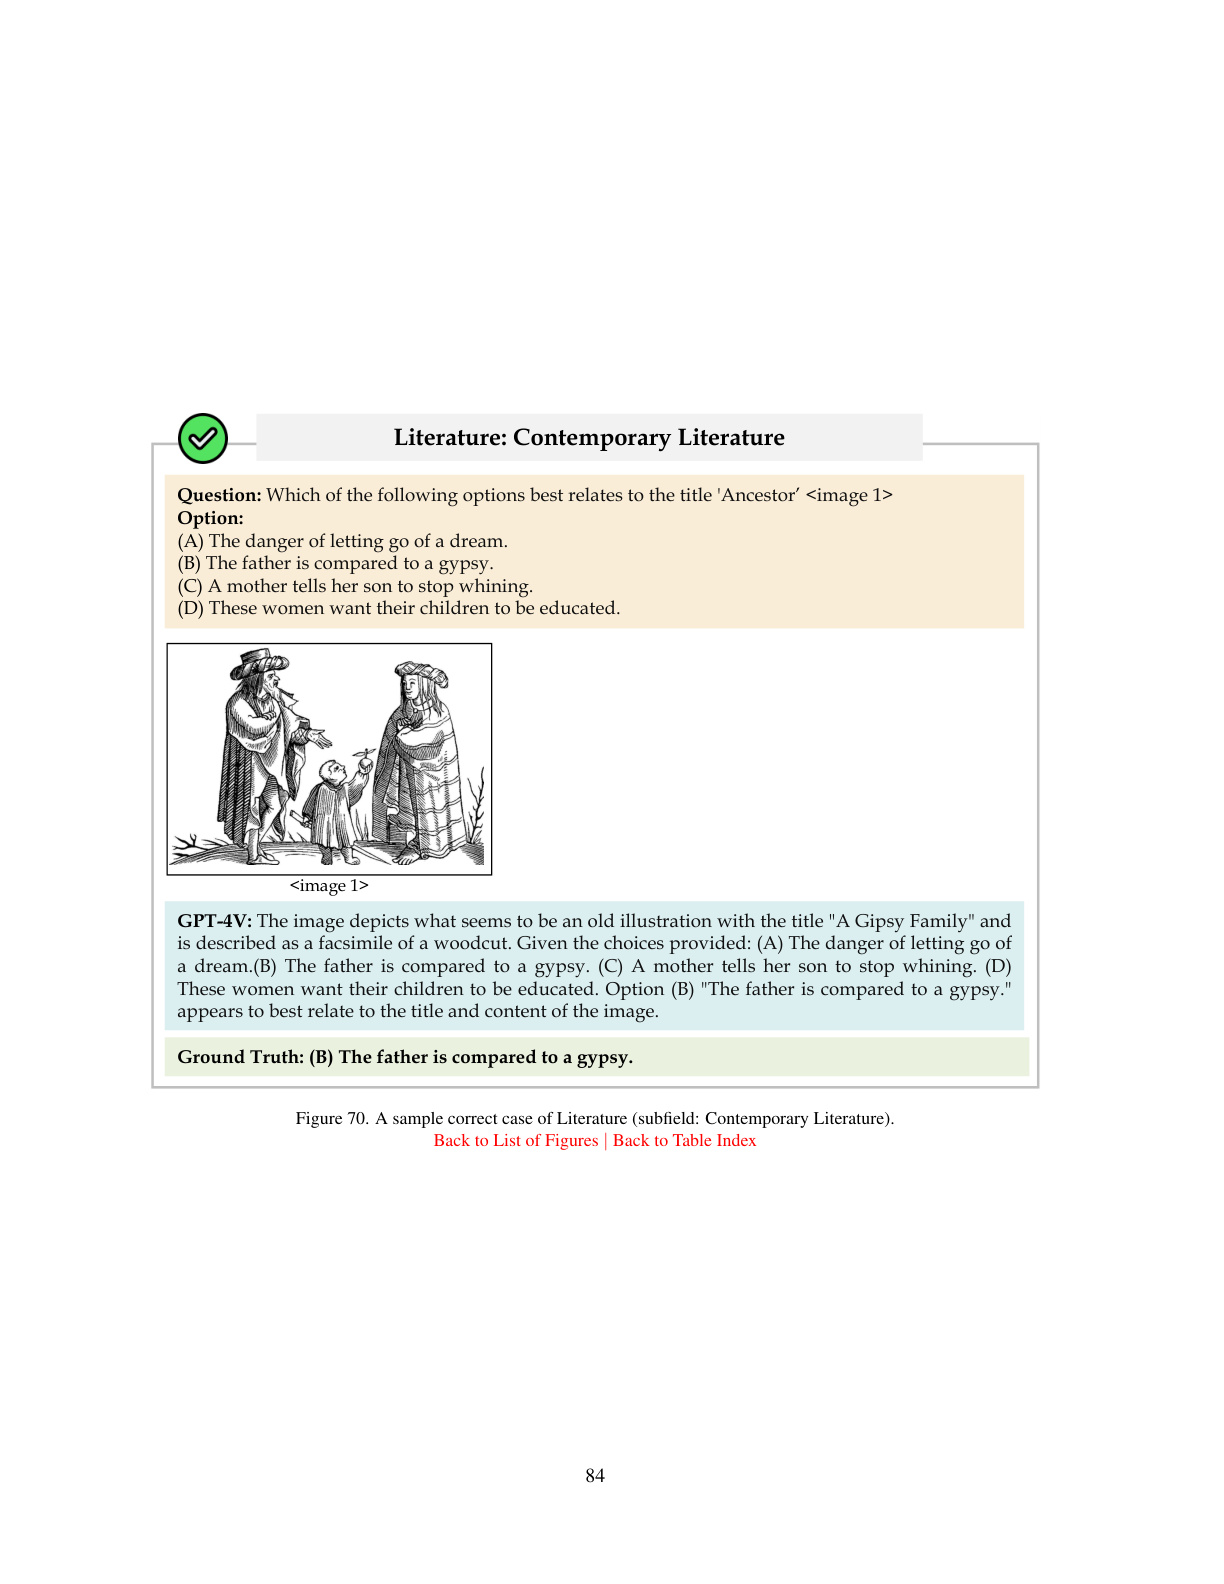 Literature: Contemporary Literature
Question: Which of the following options best relates to the title 'Ancestor’ <image 1>
Option:
(A) The danger of letting go of a dream.
(B) The father is compared to a gypsy.
(C) A mother tells her son to stop whining.
(D) These women want their children to be educated.
<image 1>
GPT-4V: The image depicts what seems to be an old illustration with the title "A Gipsy Family" and
is described as a facsimile of a woodcut. Given the choices provided: (A) The danger of letting go of
a dream.(B) The father is compared to a gypsy. (C) A mother tells her son to stop whining. (D)
These women want their children to be educated. Option (B) "The father is compared to a gypsy."
appears to best relate to the title and content of the image.
Ground Truth: (B) The father is compared to a gypsy.
Figure 70. A sample correct case of Literature (subfield: Contemporary Literature).
Back to List of Figures | Back to Table Index
84